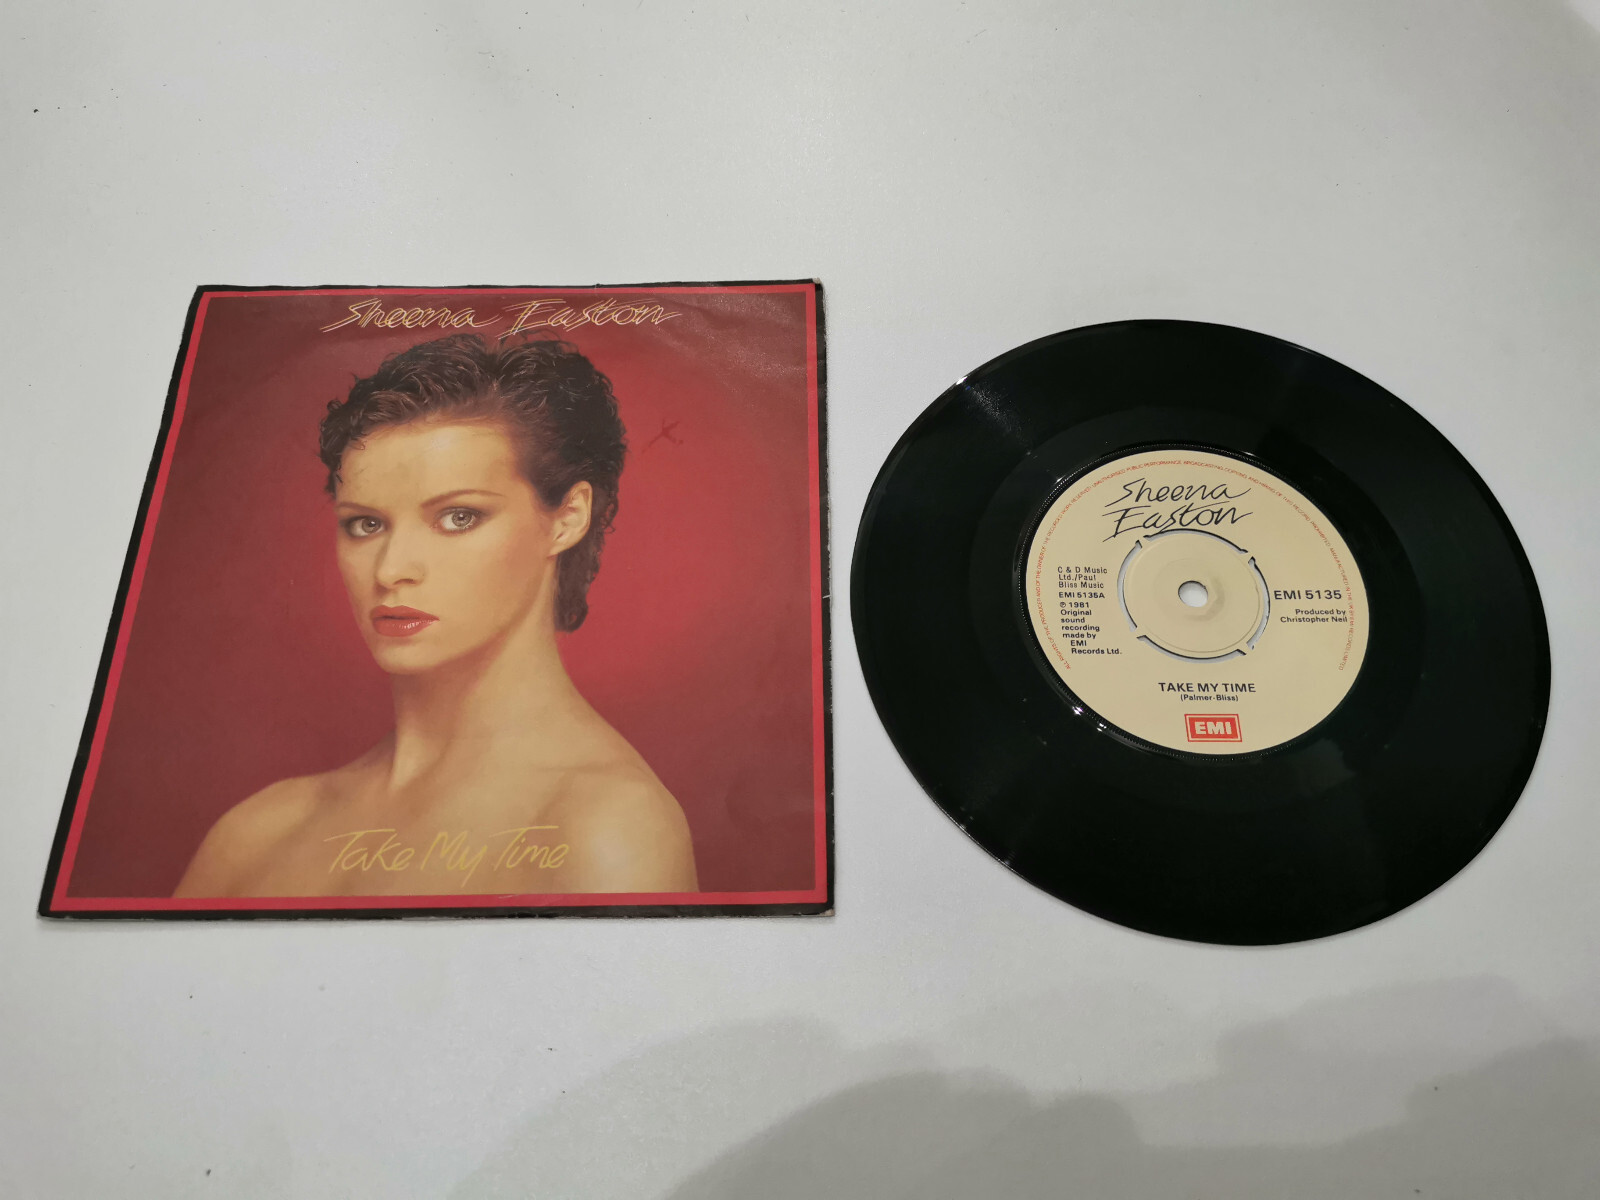 Sheena Easton
Take My Time
Sheena
Easton
C & D Music
Ltd./Paul
Bliss Music
EMI 5135A
℗ 1981
Original
sound
recording
made by
EMI
Records Ltd.
EMI 5135
Produced by
Christopher Neil
TAKE MY TIME
(Palmer-Bliss)
EMI